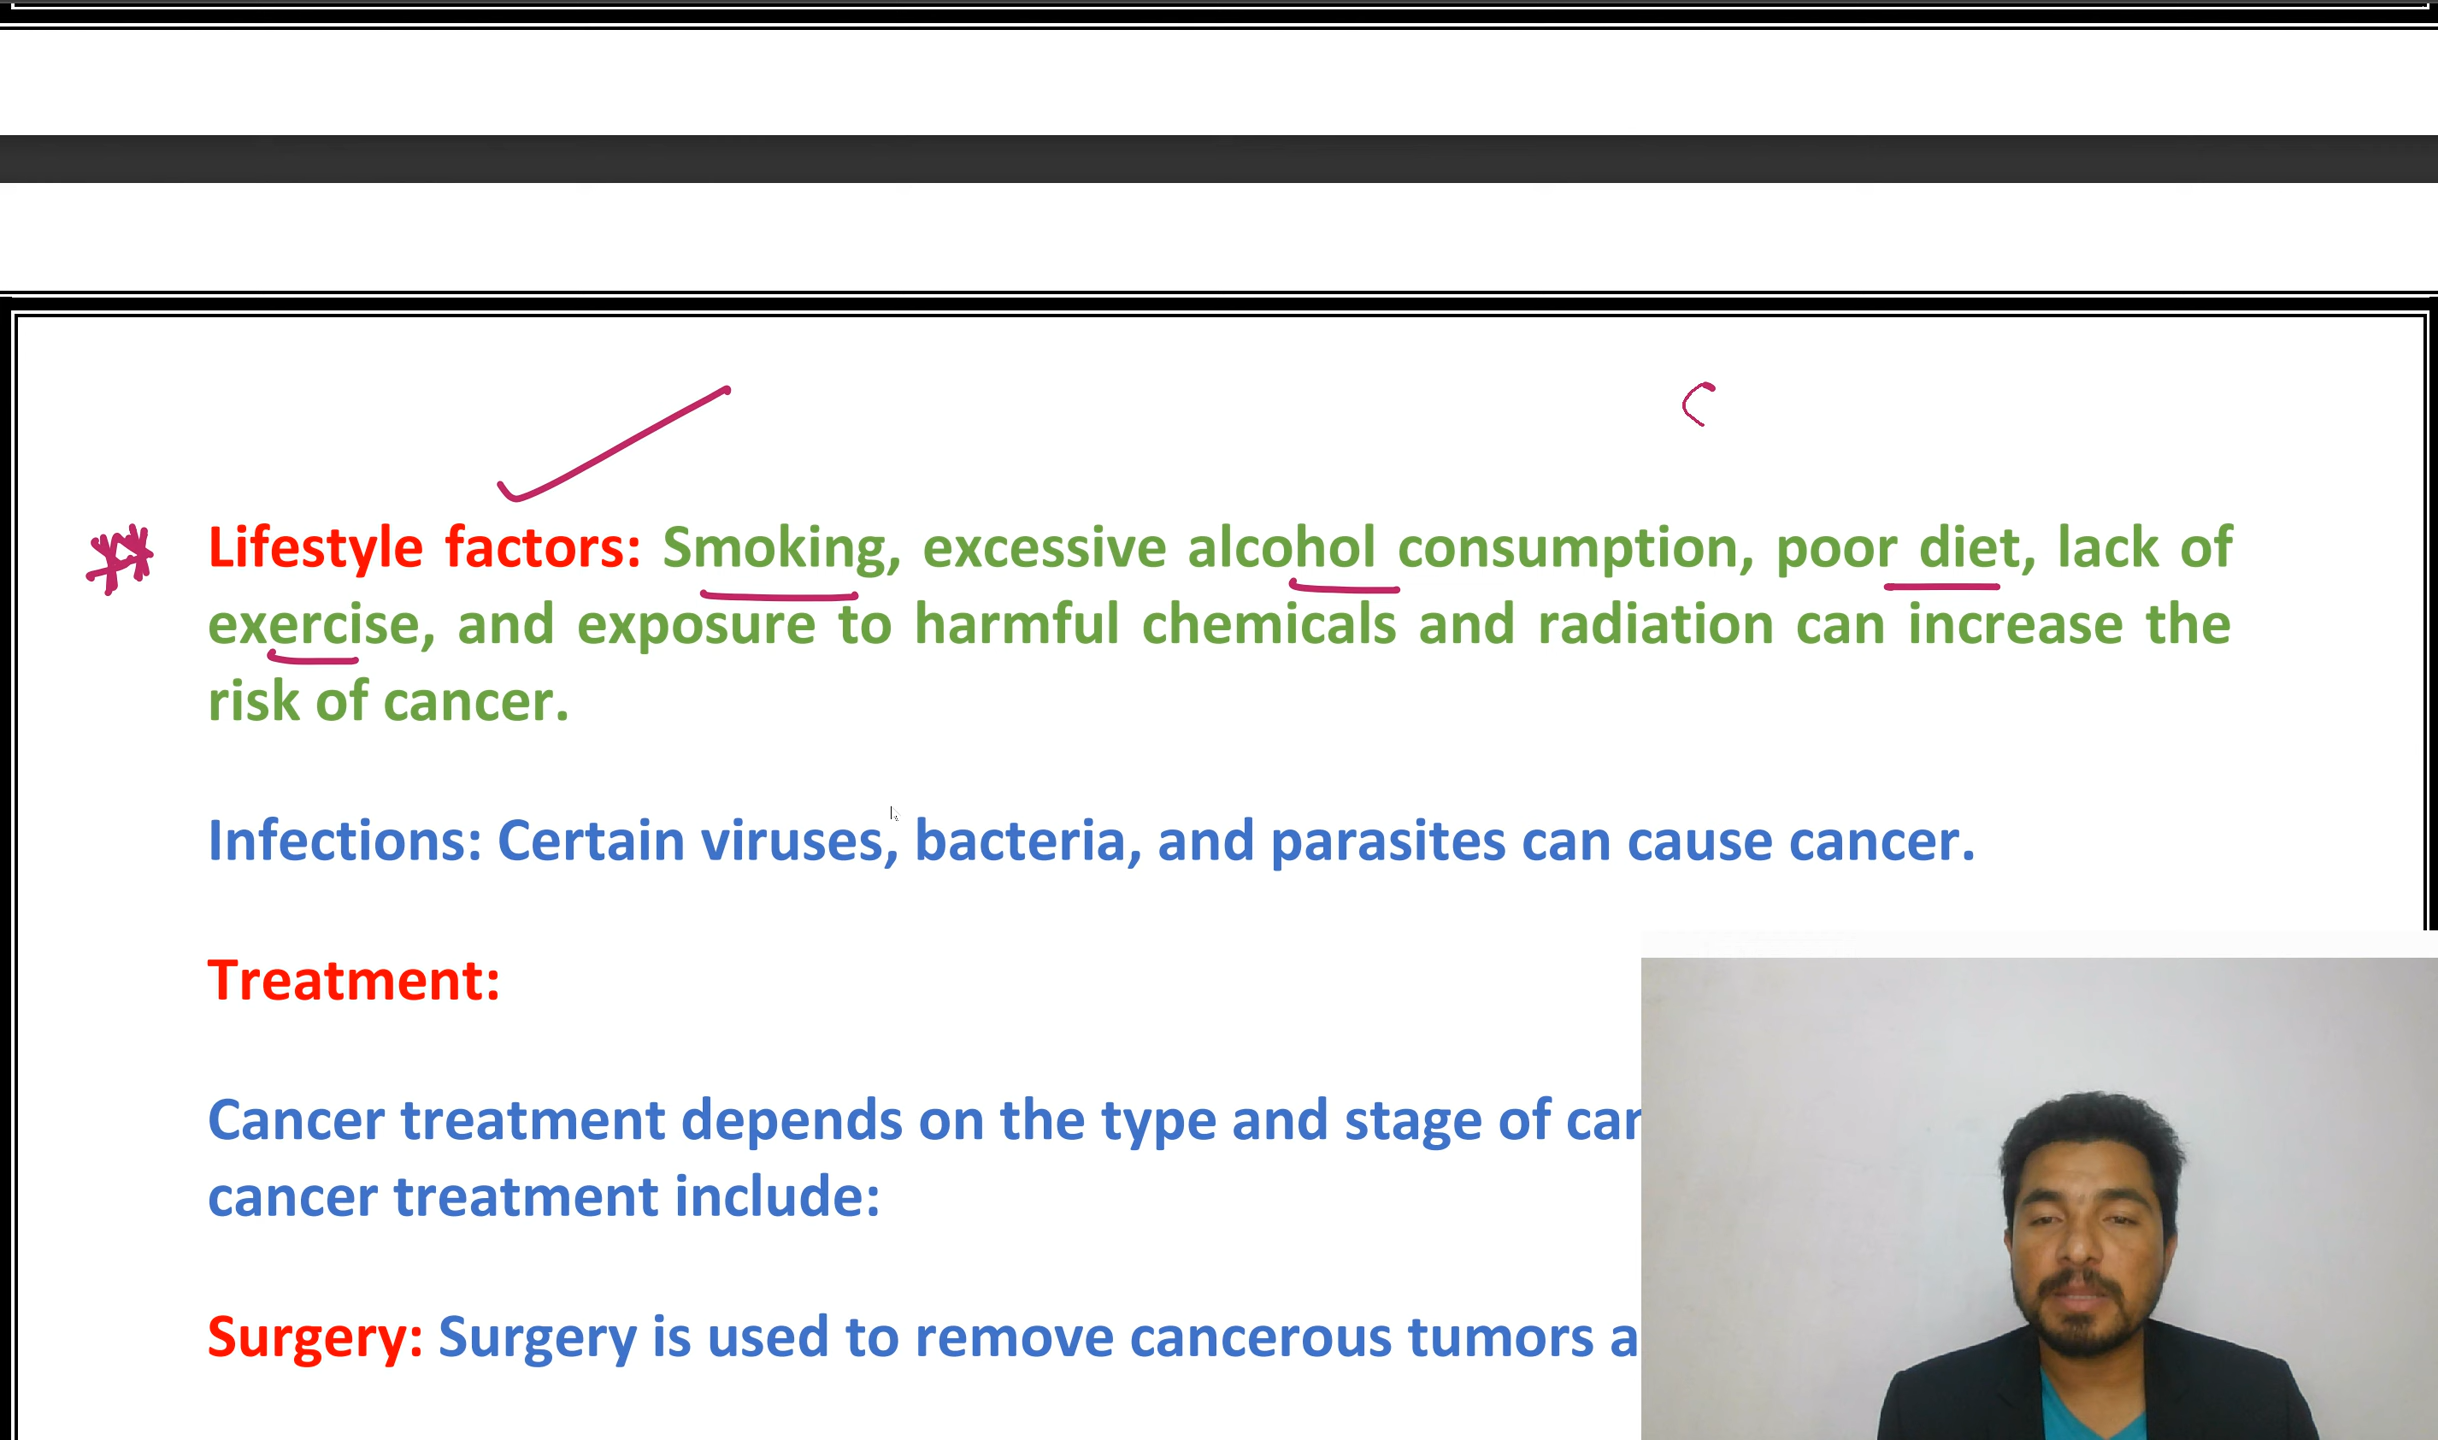 Lifestyle factors: Smoking, excessive alcohol consumption, poor diet, lack of
exercise, and exposure to harmful chemicals and radiation can increase the
risk of cancer.
Infections: Certain viruses, bacteria, and parasites can cause cancer.
Treatment:
Cancer treatment depends on the type and stage of
cancer treatment include:
Surgery: Surgery is used to remove cancerous tumors